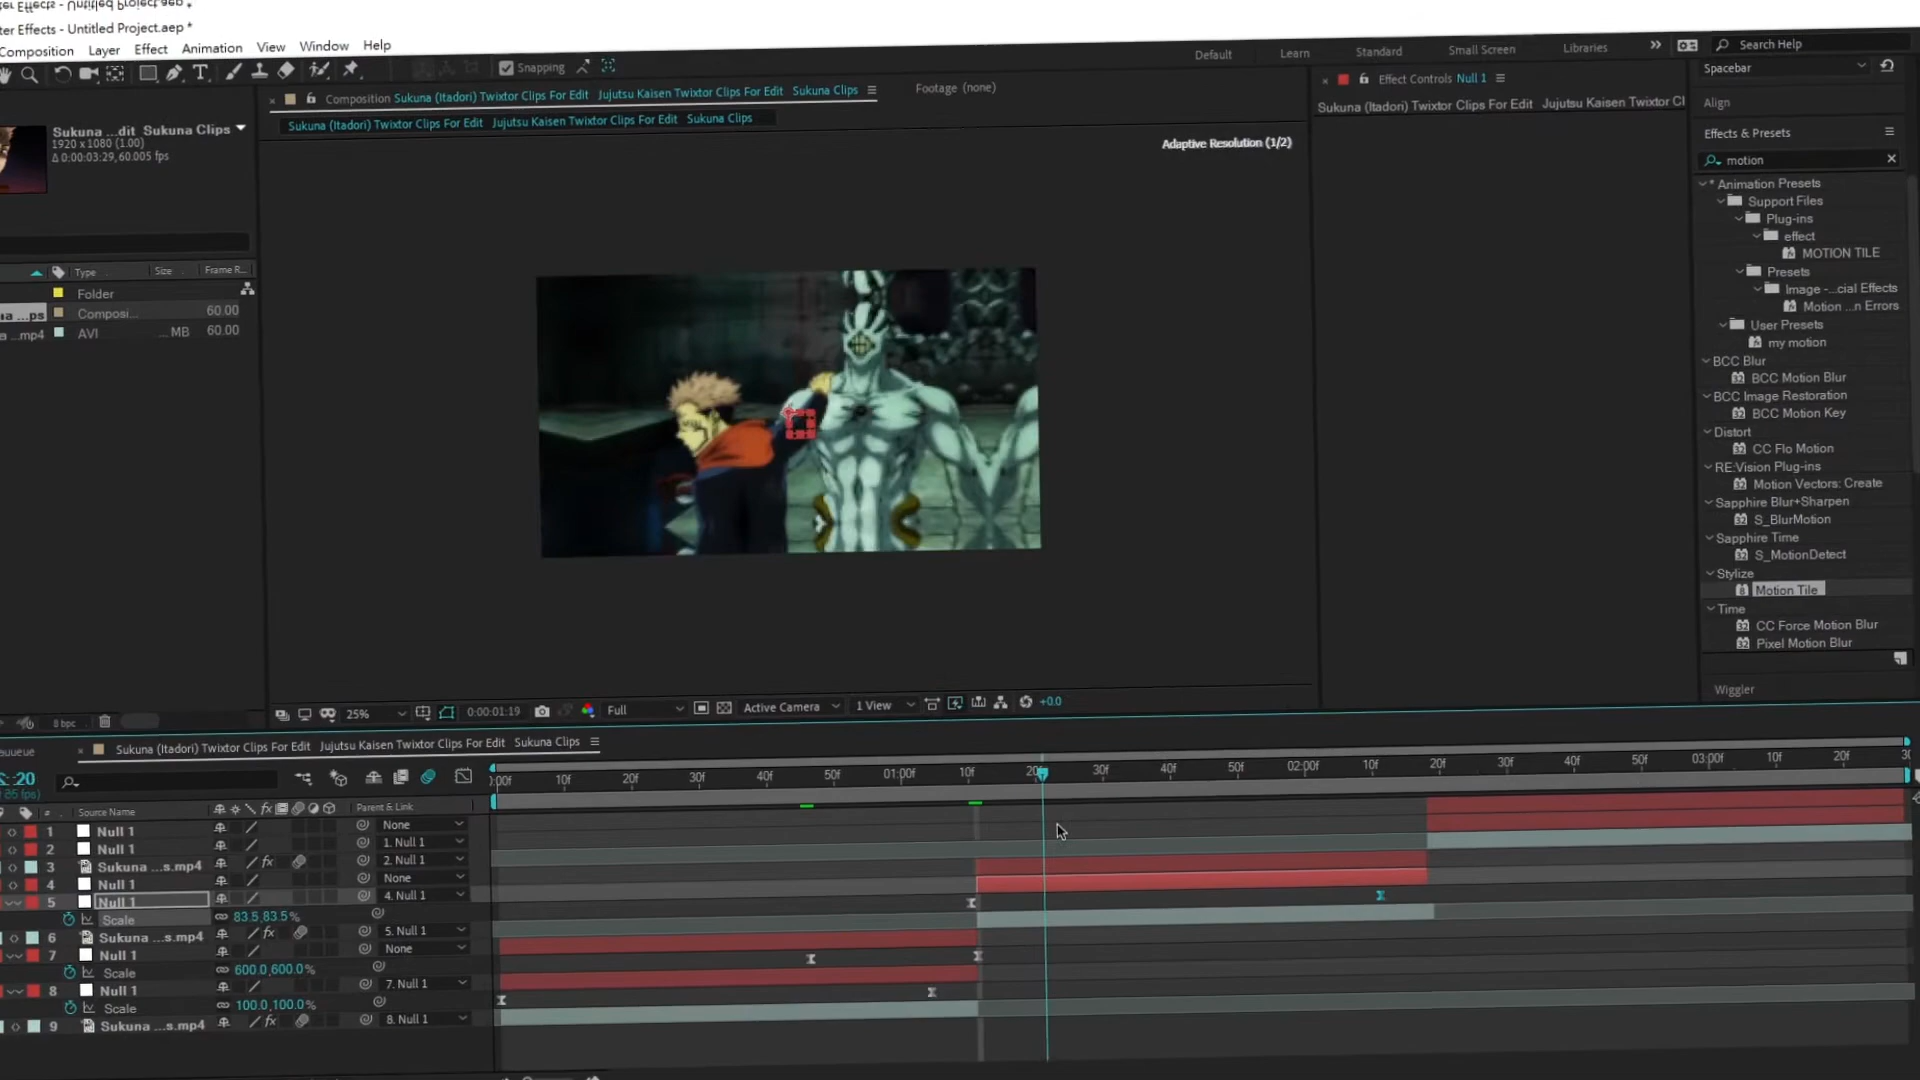 ter Effects - Untitled Project.aep *
ter Effects - Untitled Project.aep *
Composition Layer Effect Animation View Window Help
Snapping
Default Learn Standard Small Screen Libraries Search Help
Composition Sukuna (Itadori) Twixtor Clips For Edit Jujutsu Kaisen Twixtor Clips For Edit Sukuna Clips
Footage (none)
Sukuna (Itadori) Twixtor Clips For Edit Jujutsu Kaisen Twixtor Clips For Edit Sukuna Clips
Adaptive Resolution (1/2)
Sukuna ...dit Sukuna Clips
1920 x 1080 (1.00)
Δ 0:00:03:29, 60.005 fps
Type Size Frame R...
Folder
...ps Composi... 60.00
...mp4 AVI ... MB 60.00
8 bpc
Effect Controls Null 1
Sukuna (Itadori) Twixtor Clips For Edit Jujutsu Kaisen Twixtor Cl
Spacebar
Align
Effects & Presets
motion
* Animation Presets
Support Files
Plug-ins
effect
MOTION TILE
Presets
Image -...cial Effects
Motion ...n Errors
User Presets
my motion
BCC Blur
BCC Motion Blur
BCC Image Restoration
BCC Motion Key
Distort
CC Flo Motion
RE:Vision Plug-ins
Motion Vectors: Create
Sapphire Blur+Sharpen
S_BlurMotion
Sapphire Time
S_MotionDetect
Stylize
Motion Tile
Time
CC Force Motion Blur
Pixel Motion Blur
Wiggler
25% 0:00:01:19 Full Active Camera 1 View +0.0
Sukuna (Itadori) Twixtor Clips For Edit Jujutsu Kaisen Twixtor Clips For Edit Sukuna Clips
:00f 10f 20f 30f 40f 50f 01:00f 10f 20f 30f 40f 50f 02:00f 10f 20f 30f 40f 50f 03:00f 10f 20f 30
# Source Name Parent & Link
1 Null 1 None
2 Null 1 1. Null 1
3 Sukuna ...s.mp4 2. Null 1
4 Null 1 None
5 Null 1 4. Null 1
Scale 83.5,83.5%
6 Sukuna ...s.mp4 5. Null 1
7 Null 1 None
Scale 600.0,600.0%
8 Null 1 7. Null 1
Scale 100.0,100.0%
9 Sukuna ...s.mp4 8. Null 1